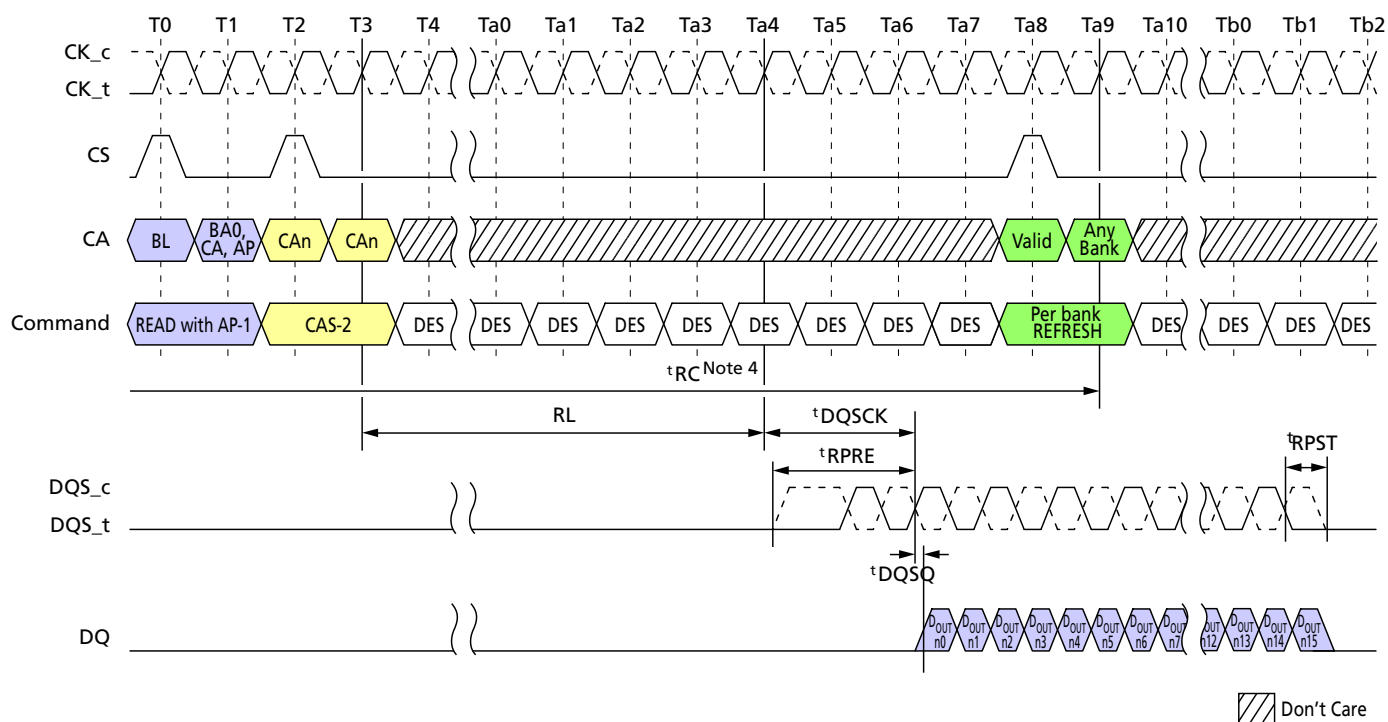 T0 T1 T2 T3 T4 Ta0 Ta1 Ta2 Ta3 Ta4 Ta5 Ta6 Ta7 Ta8 Ta9 Ta10 Tb0 Tb1 Tb2
CK_c
CK_t
CS
CA BL BA0, CA, AP CAn CAn Valid Any Bank
Command READ with AP-1 CAS-2 DES DES DES DES DES DES DES DES DES Per bank REFRESH DES DES DES DES
tRC Note 4
RL tDQSCK
tRPRE tRPST
DQS_c
DQS_t
tDQSQ
DQ DOUT n0 DOUT n1 DOUT n2 DOUT n3 DOUT n4 DOUT n5 DOUT n6 DOUT n7 DOUT n12 DOUT n13 DOUT n14 DOUT n15
Don't Care